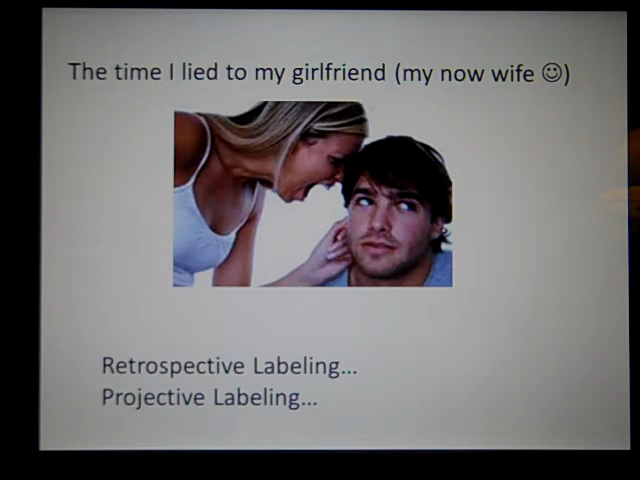 The time I lied to my girlfriend (my now wife ☺)
Retrospective Labeling...
Projective Labeling...